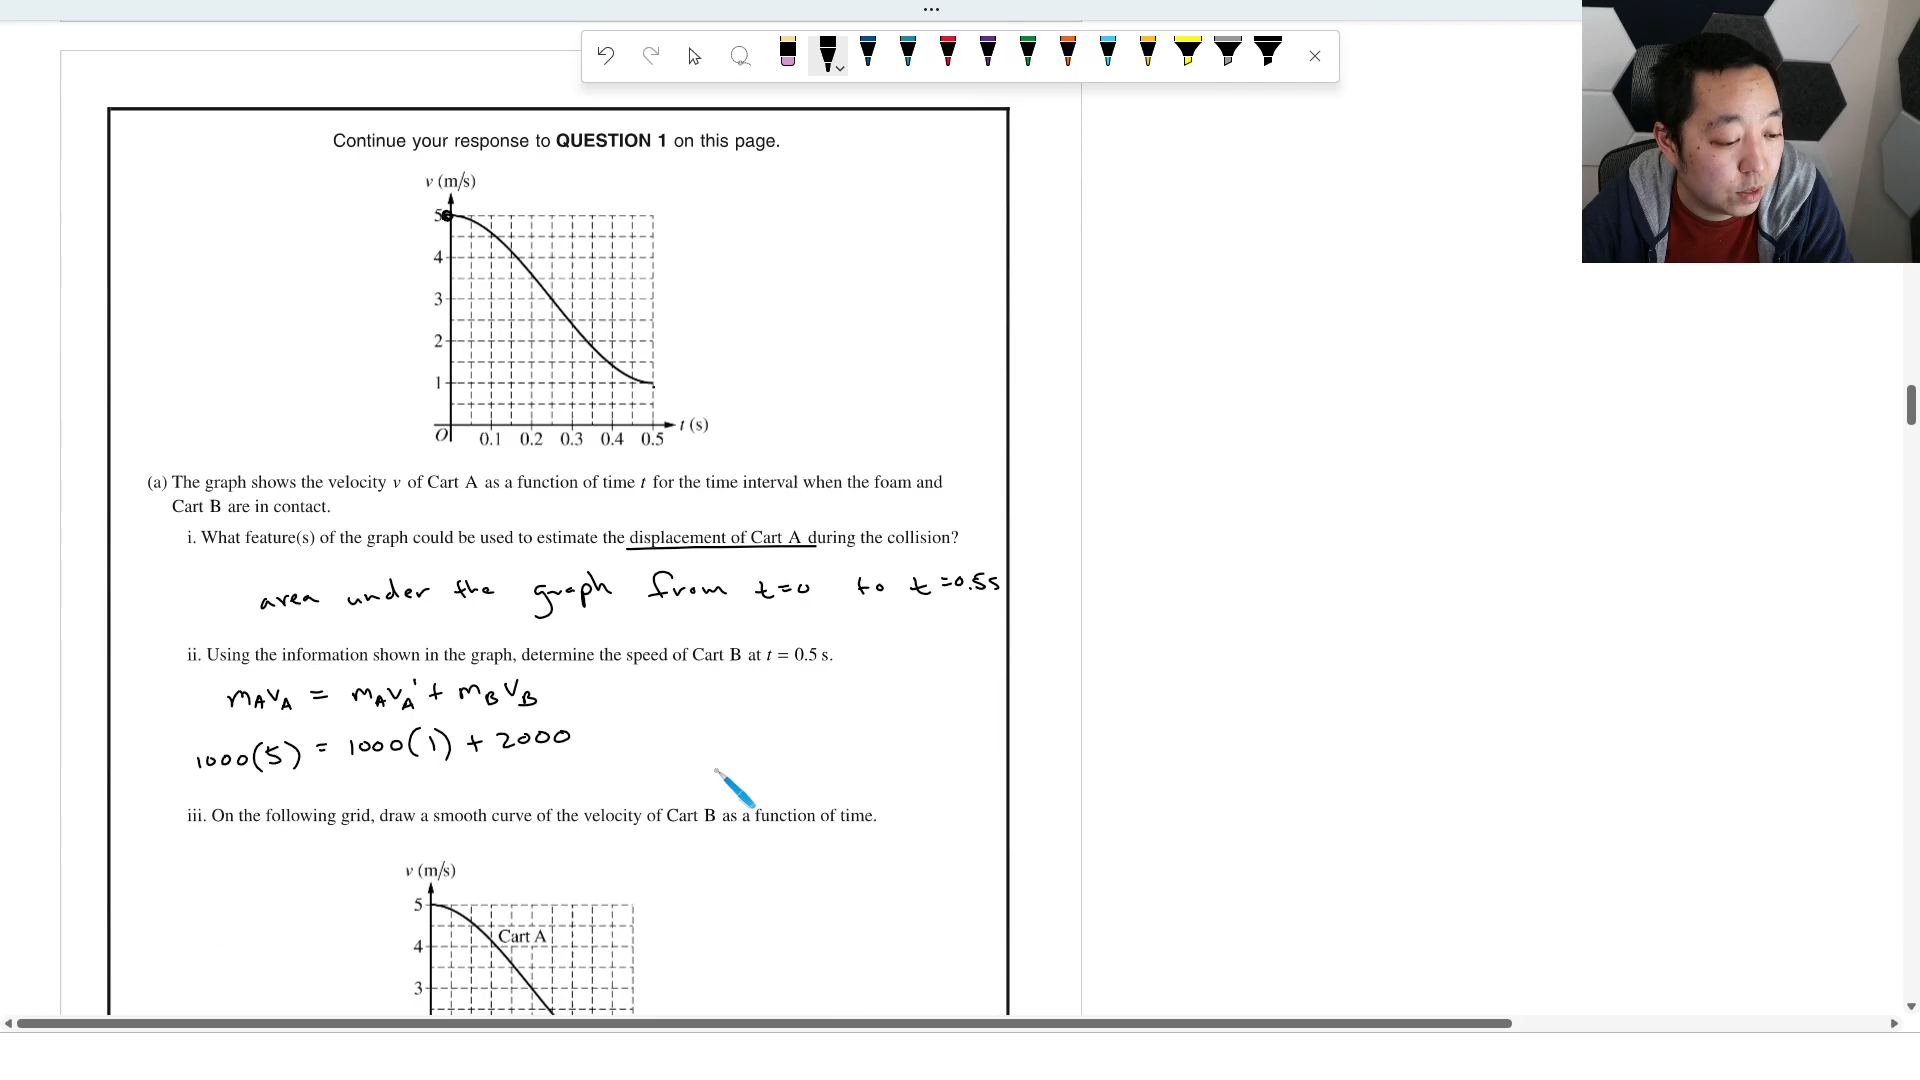 Continue your response to QUESTION 1 on this page.
v (m/s)
5
4
3
2
1
O 0.1 0.2 0.3 0.4 0.5 t (s)
(a) The graph shows the velocity v of Cart A as a function of time t for the time interval when the foam and
Cart B are in contact.
i. What feature(s) of the graph could be used to estimate the displacement of Cart A during the collision?
area under the graph from t=0 to t=0.5s
ii. Using the information shown in the graph, determine the speed of Cart B at t = 0.5 s.
mAvA = mAvA' + mBvB
1000(5) = 1000(1) + 2000
iii. On the following grid, draw a smooth curve of the velocity of Cart B as a function of time.
v (m/s)
5
Cart A
4
3